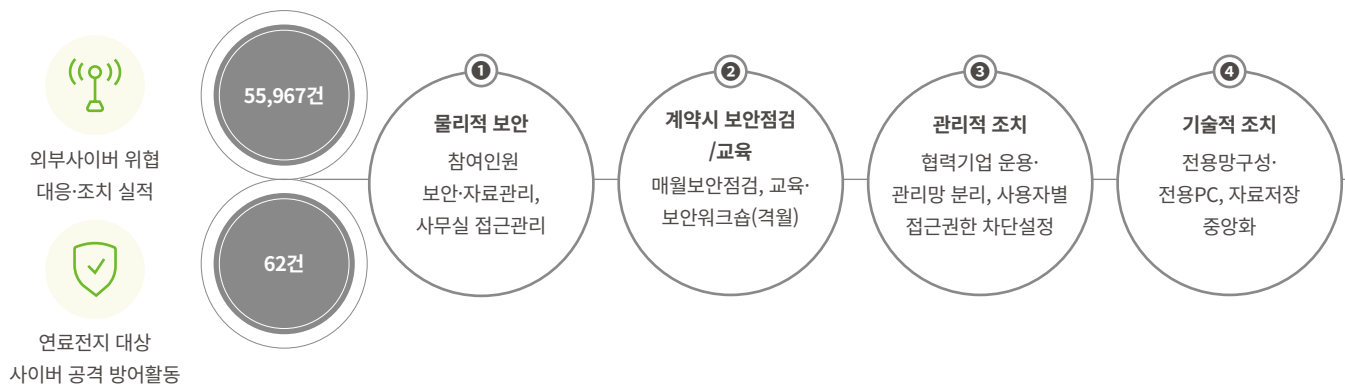 외부사이버 위협
대응·조치 실적
55,967건
연료전지 대상
사이버 공격 방어활동
62건
❶
물리적 보안
참여인원
보안·자료관리,
사무실 접근관리
❷
계약시 보안점검
/교육
매월보안점검, 교육·
보안워크숍(격월)
❸
관리적 조치
협력기업 운용·
관리망 분리, 사용자별
접근권한 차단설정
❹
기술적 조치
전용망구성·
전용PC, 자료저장
중앙화